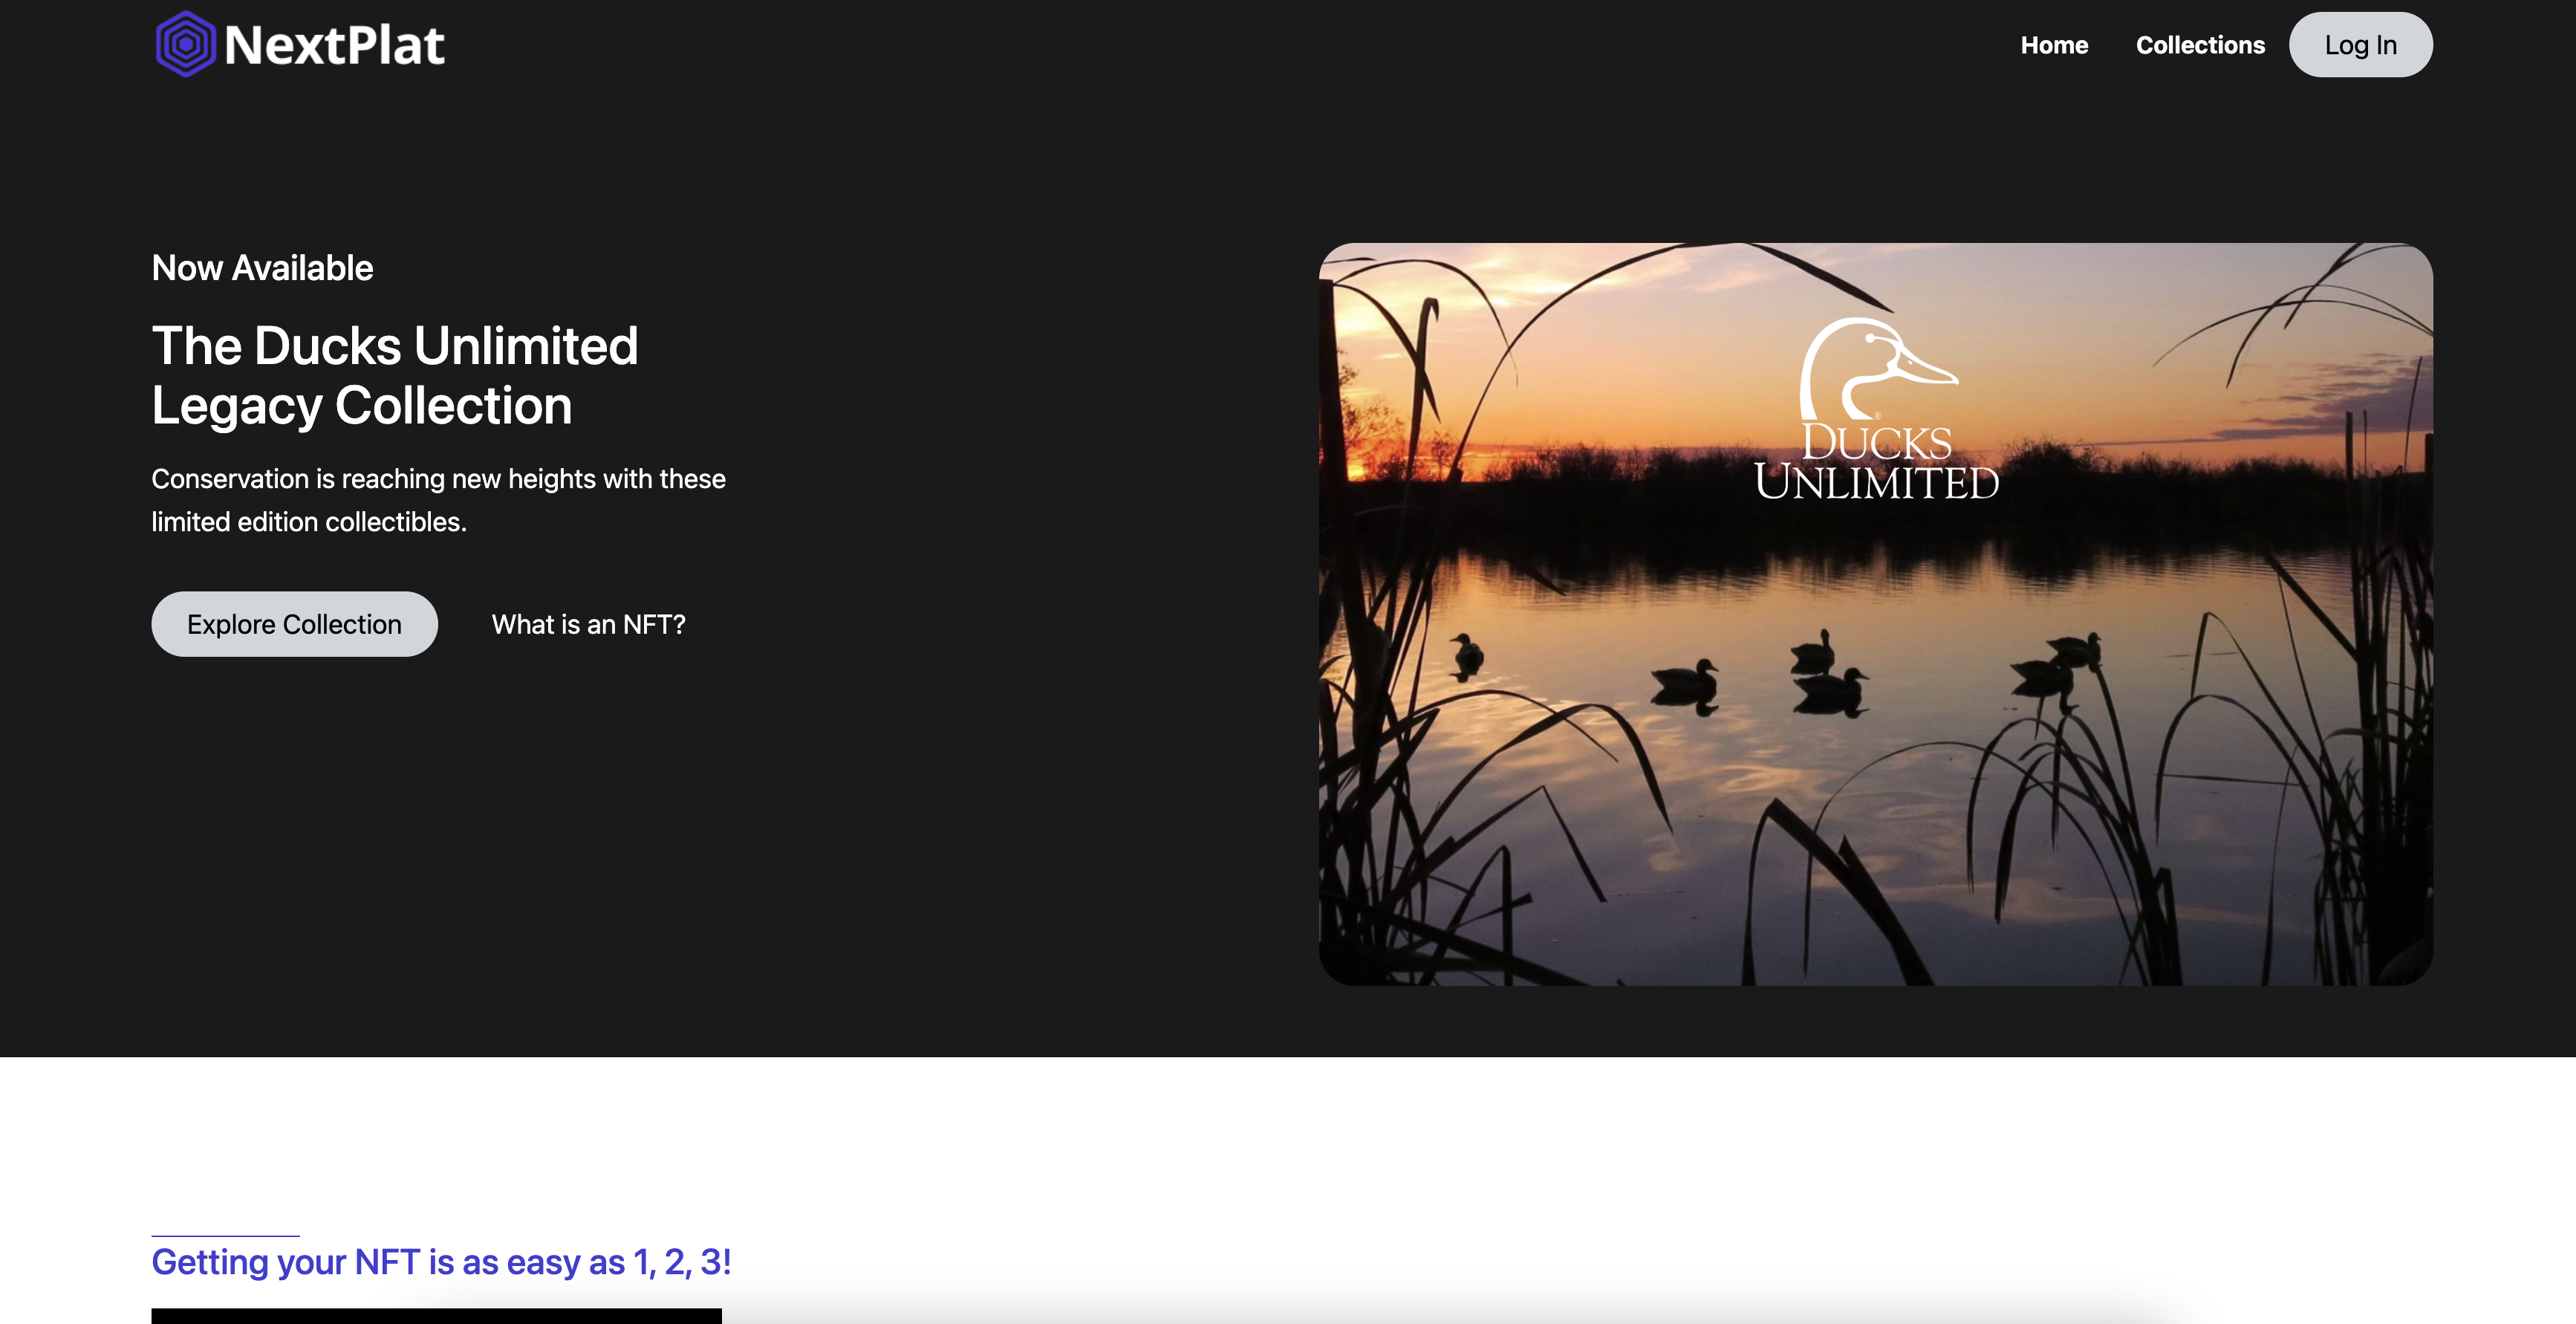 NextPlat
Home
Collections
Log In
Now Available
The Ducks Unlimited
Legacy Collection
Conservation is reaching new heights with these
limited edition collectibles.
Explore Collection
What is an NFT?
®
DUCKS
UNLIMITED
Getting your NFT is as easy as 1, 2, 3!